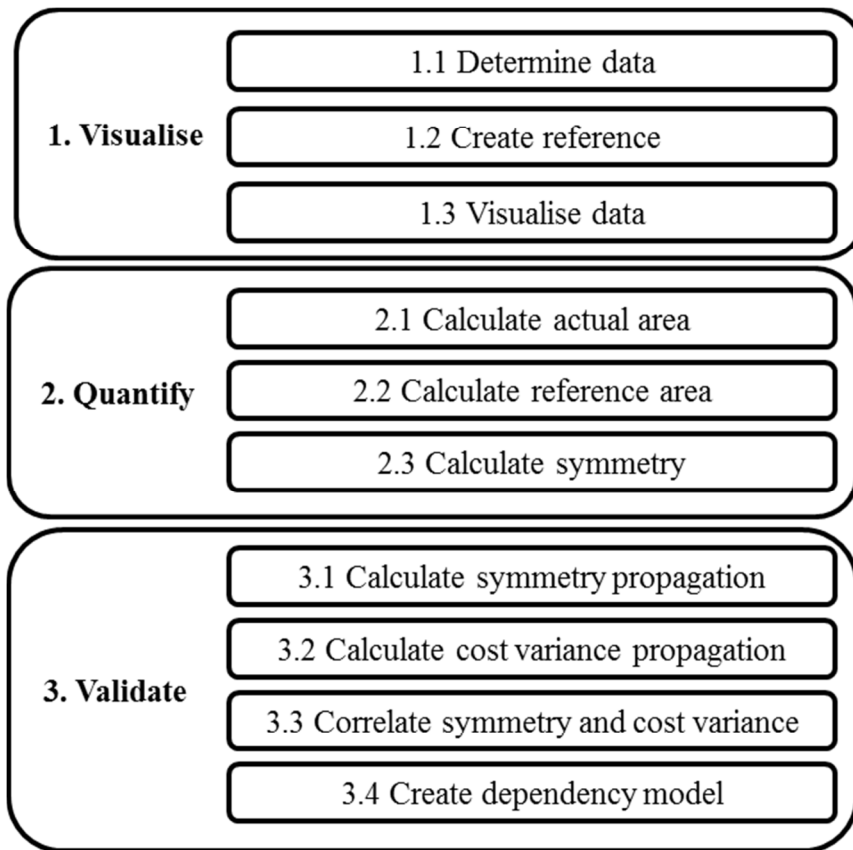 1. Visualise
1.1 Determine data
1.2 Create reference
1.3 Visualise data
2. Quantify
2.1 Calculate actual area
2.2 Calculate reference area
2.3 Calculate symmetry
3. Validate
3.1 Calculate symmetry propagation
3.2 Calculate cost variance propagation
3.3 Correlate symmetry and cost variance
3.4 Create dependency model